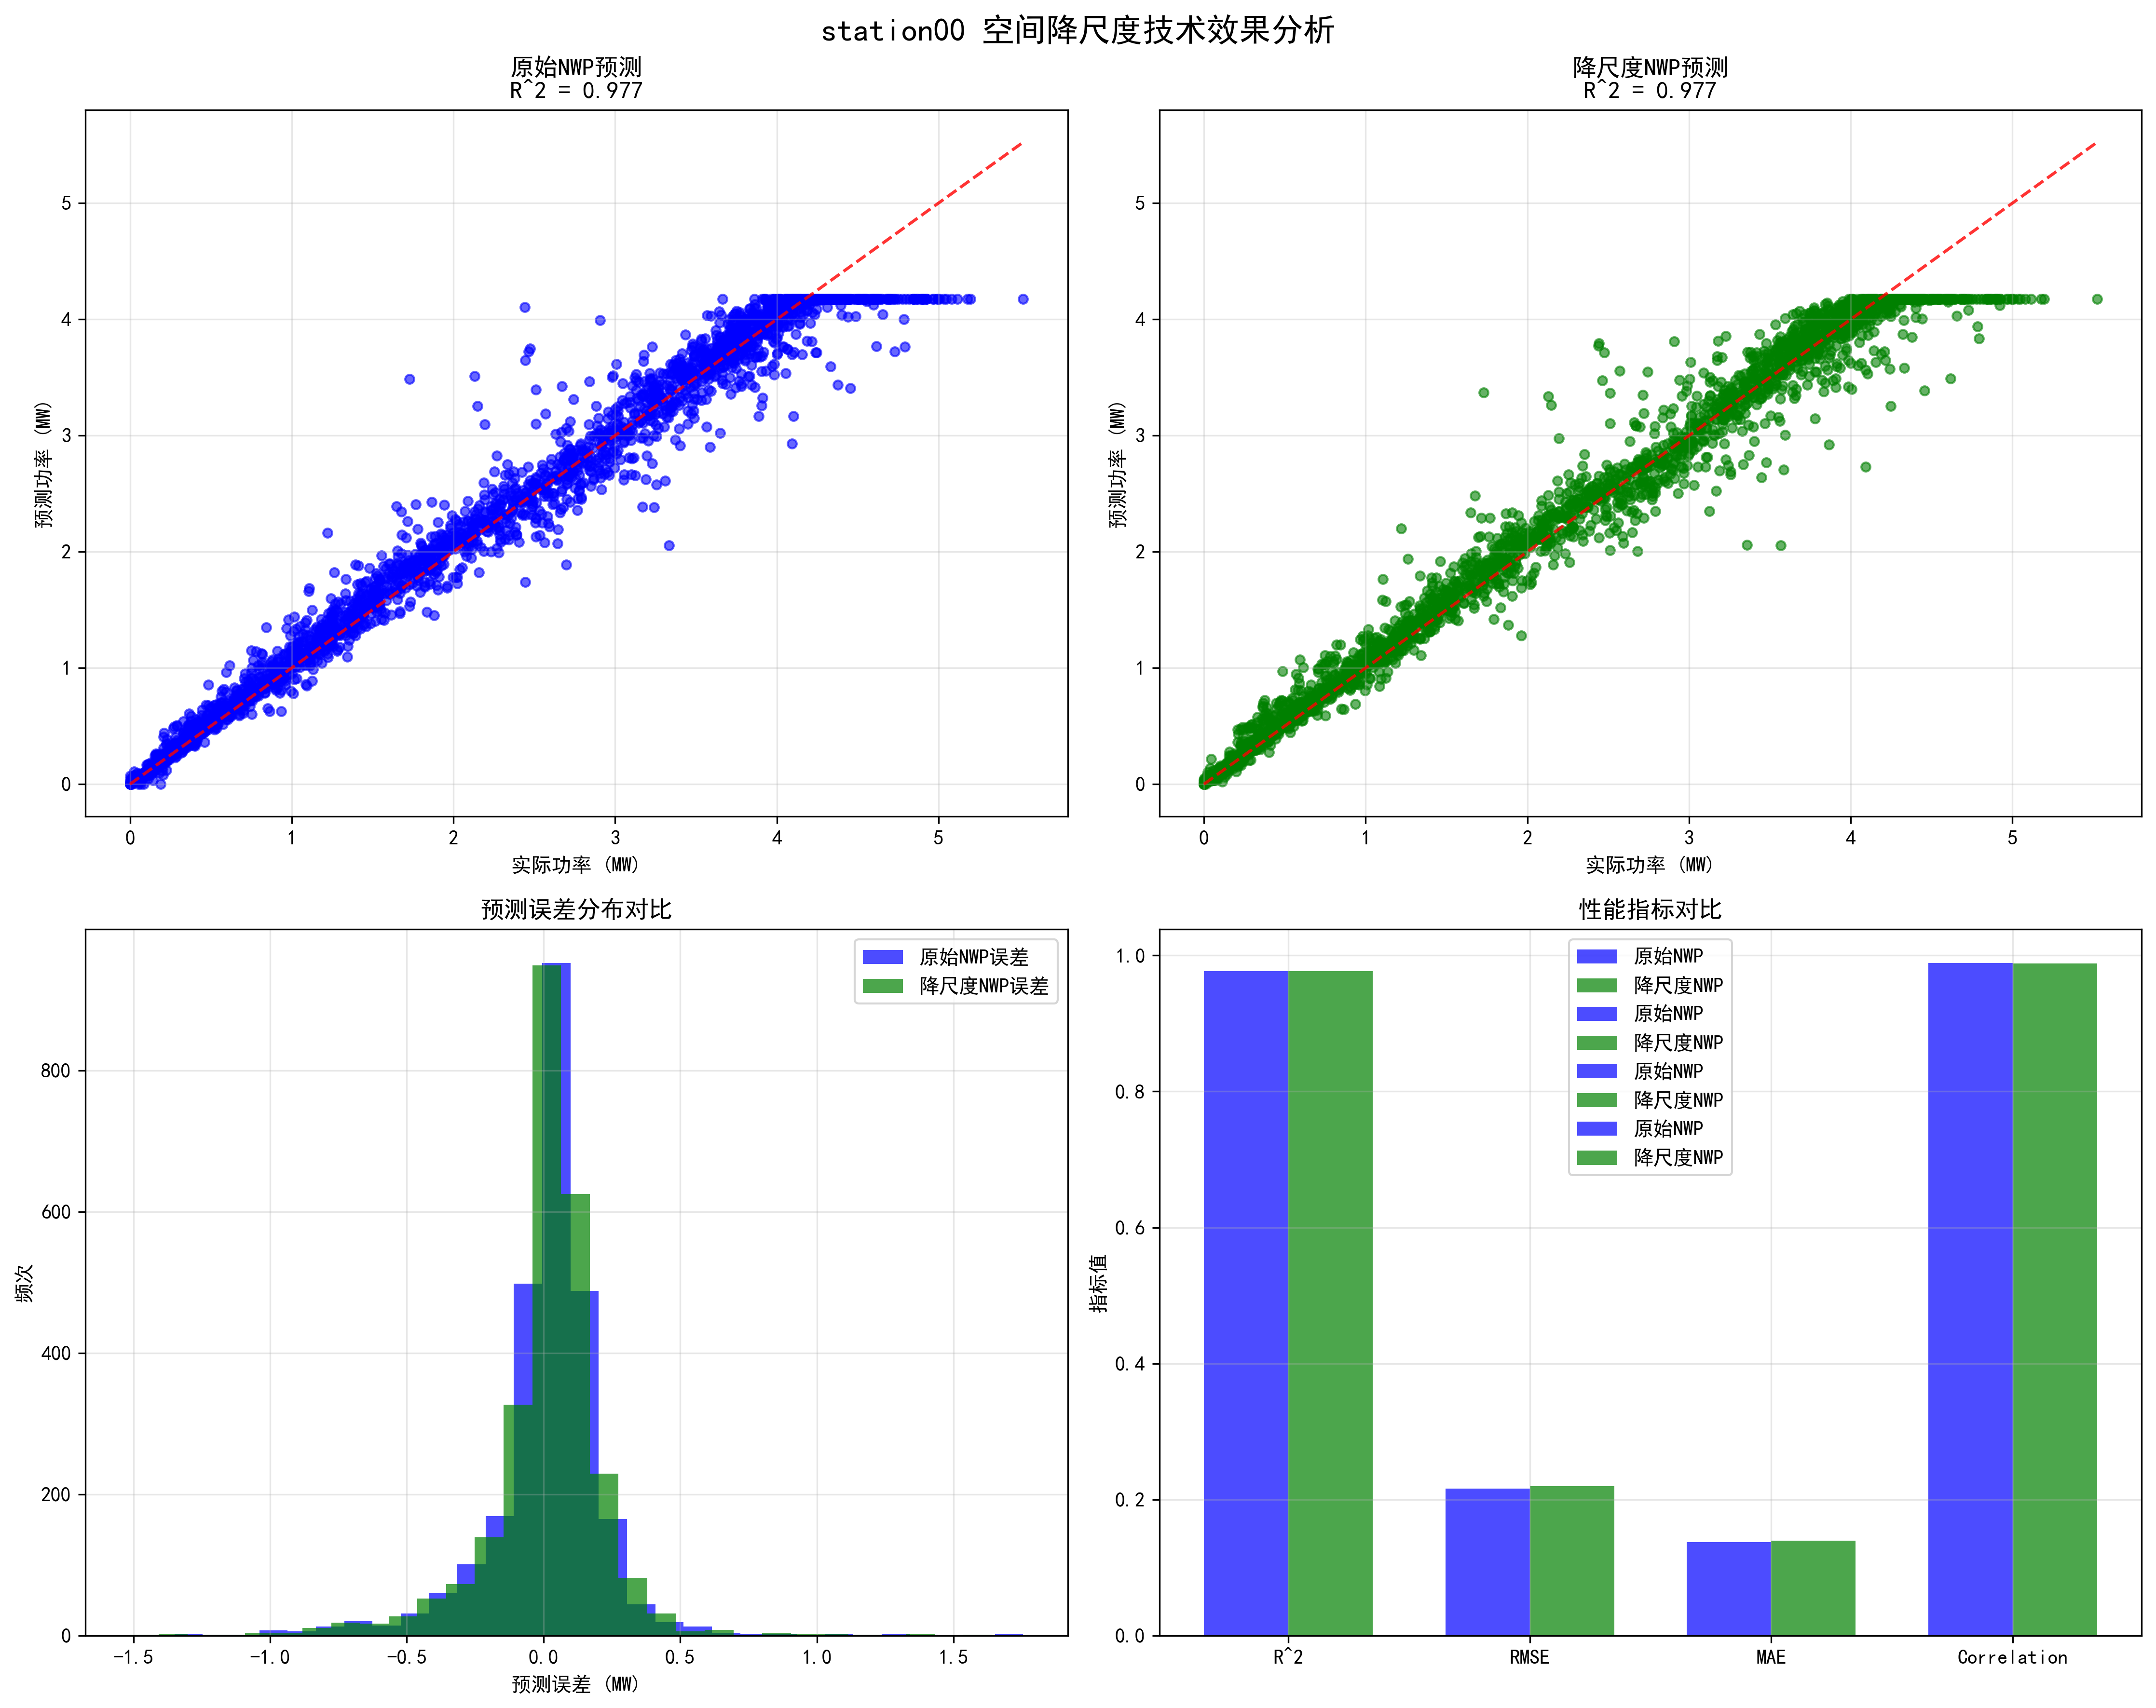 station00 空间降尺度技术效果分析
原始NWP预测
R^2 = 0.977
5
4
3
2
1
0
预测功率 (MW)
0 1 2 3 4 5
实际功率 (MW)
降尺度NWP预测
R^2 = 0.977
5
4
3
2
1
0
预测功率 (MW)
0 1 2 3 4 5
实际功率 (MW)
预测误差分布对比
原始NWP误差
降尺度NWP误差
800
600
400
200
0
频次
-1.5 -1.0 -0.5 0.0 0.5 1.0 1.5
预测误差 (MW)
性能指标对比
原始NWP
降尺度NWP
原始NWP
降尺度NWP
原始NWP
降尺度NWP
原始NWP
降尺度NWP
1.0
0.8
0.6
0.4
0.2
0.0
指标值
R^2 RMSE MAE Correlation